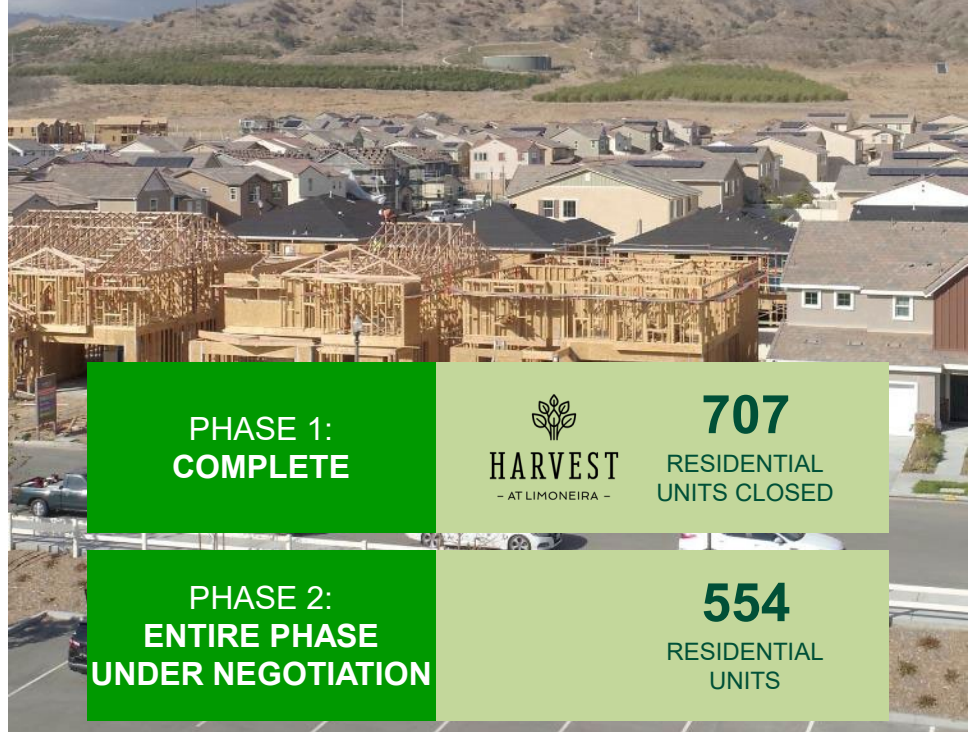 PHASE 1:
COMPLETE
HARVEST
– AT LIMONEIRA –
707
RESIDENTIAL
UNITS CLOSED
PHASE 2:
ENTIRE PHASE
UNDER NEGOTIATION
554
RESIDENTIAL
UNITS